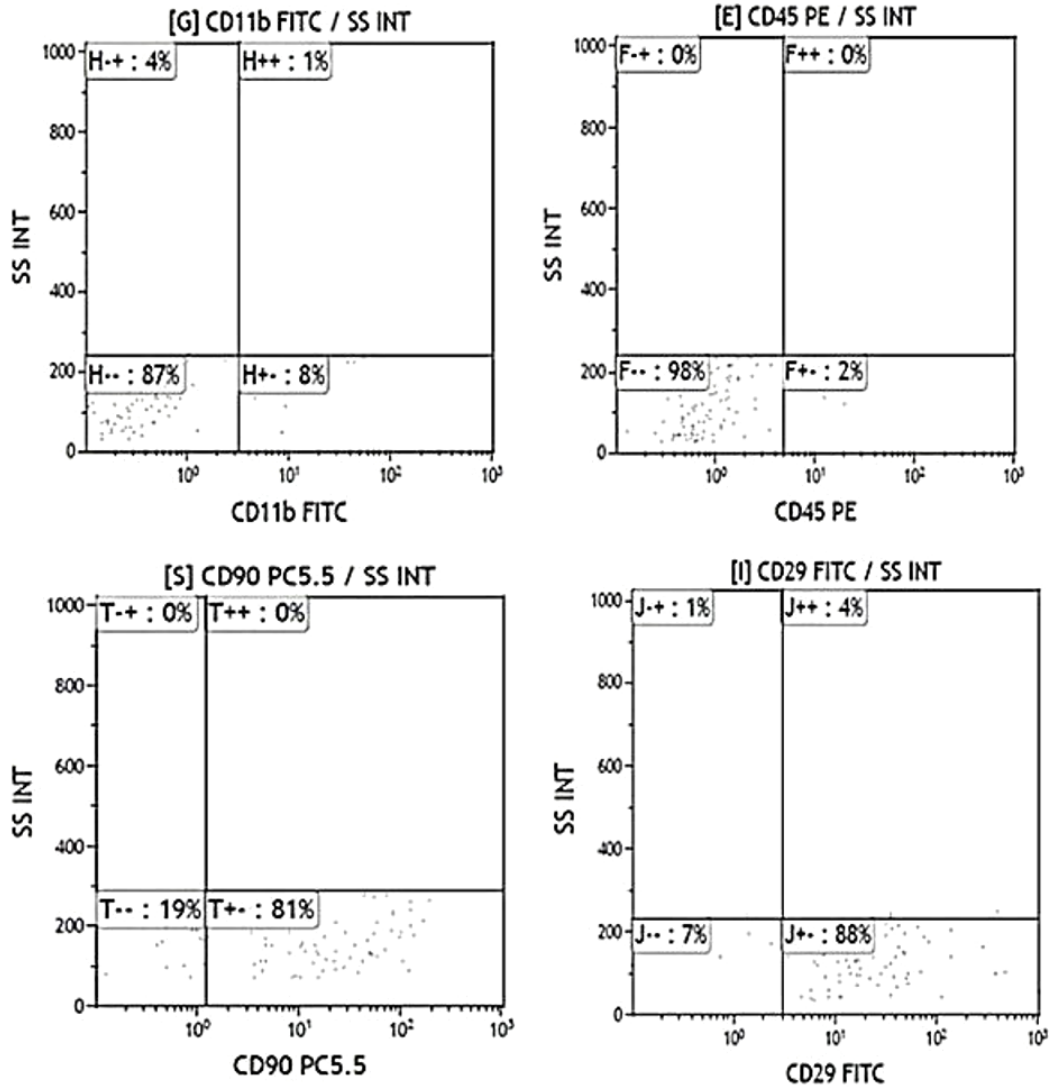 [G] CD11b FITC / SS INT
H-+ : 4%
H++ : 1%
1000
800
600
400
200
0
SS INT
H-- : 87%
H+- : 8%
10⁰
10¹
10²
10³
CD11b FITC
[E] CD45 PE / SS INT
F-+ : 0%
F++ : 0%
1000
800
600
400
200
0
SS INT
F-- : 98%
F+- : 2%
10⁰
10¹
10²
10³
CD45 PE
[S] CD90 PC5.5 / SS INT
T-+ : 0%
T++ : 0%
1000
800
600
400
200
0
SS INT
T-- : 19%
T+- : 81%
10⁰
10¹
10²
10³
CD90 PC5.5
[I] CD29 FITC / SS INT
J-+ : 1%
J++ : 4%
1000
800
600
400
200
0
SS INT
J-- : 7%
J+- : 88%
10⁰
10¹
10²
10³
CD29 FITC